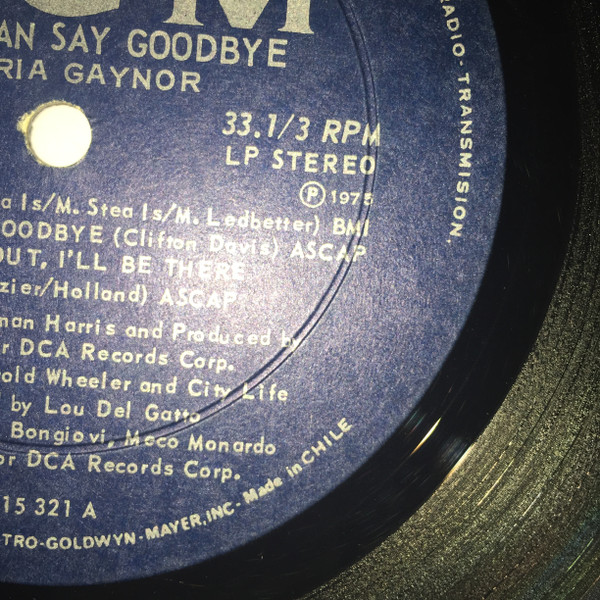 GM
AN SAY GOODBYE
RIA GAYNOR
33.1/3 RPM
LP STEREO
Ⓟ 1975
a Is/M. Stea Is/M. Ledbetter) BMI
OODBYE (Clifton Davis) ASCAP
OUT, I'LL BE THERE
zier/Holland) ASCAP
man Harris and Produced by
r DCA Records Corp.
old Wheeler and City Life
by Lou Del Gatto
Bongiovi, Meco Monardo
or DCA Records Corp.
15 321 A
TRO-GOLDWYN-MAYER, INC- Made in CHILE
RADIO-TRANSMISION,